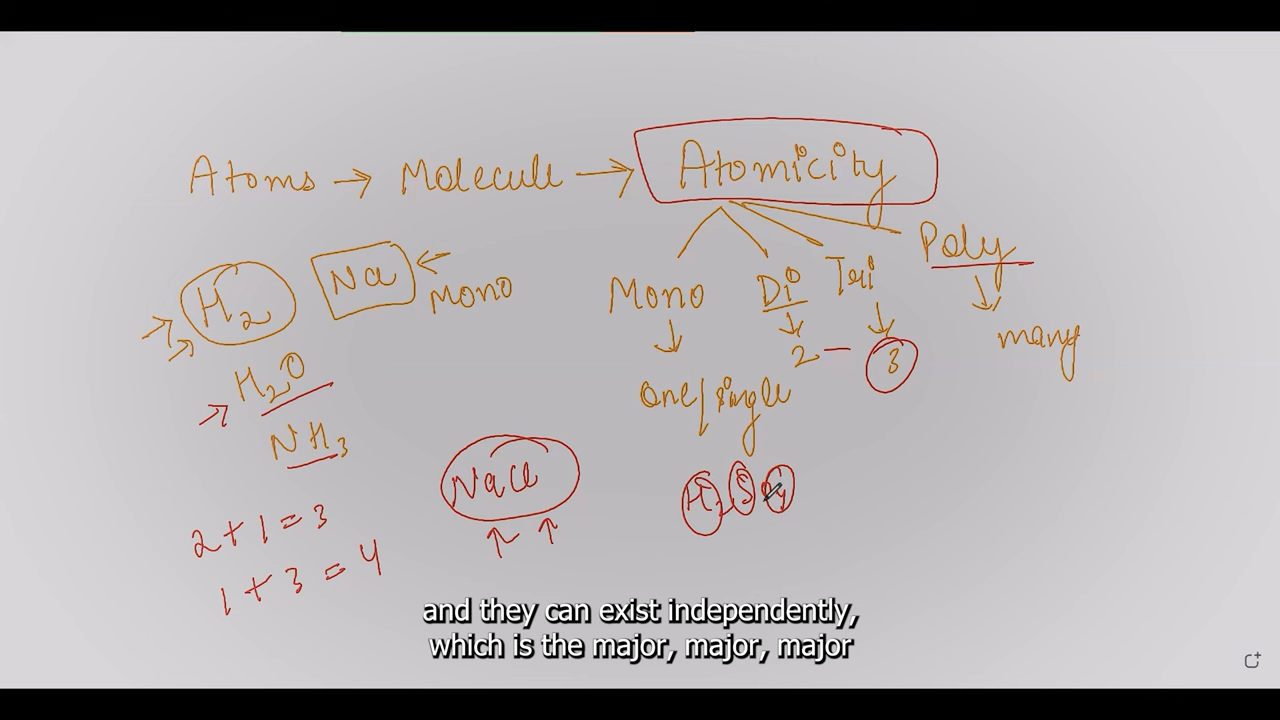 Atoms → Molecule → Atomicity
Poly
H2 Na ← Mono
Mono Di Tri
2 – 3
many
H2O
one/single
NH3
NaCl
H2SO4
2 + 1 = 3
1 + 3 = 4
and they can exist independently,
which is the major, major, major